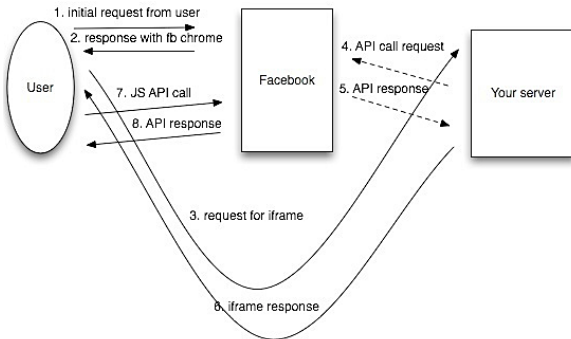 1. initial request from user
2. response with fb chrome
4. API call request
User
Facebook
Your server
7. JS API call
5. API response
8. API response
3. request for iframe
6. iframe response